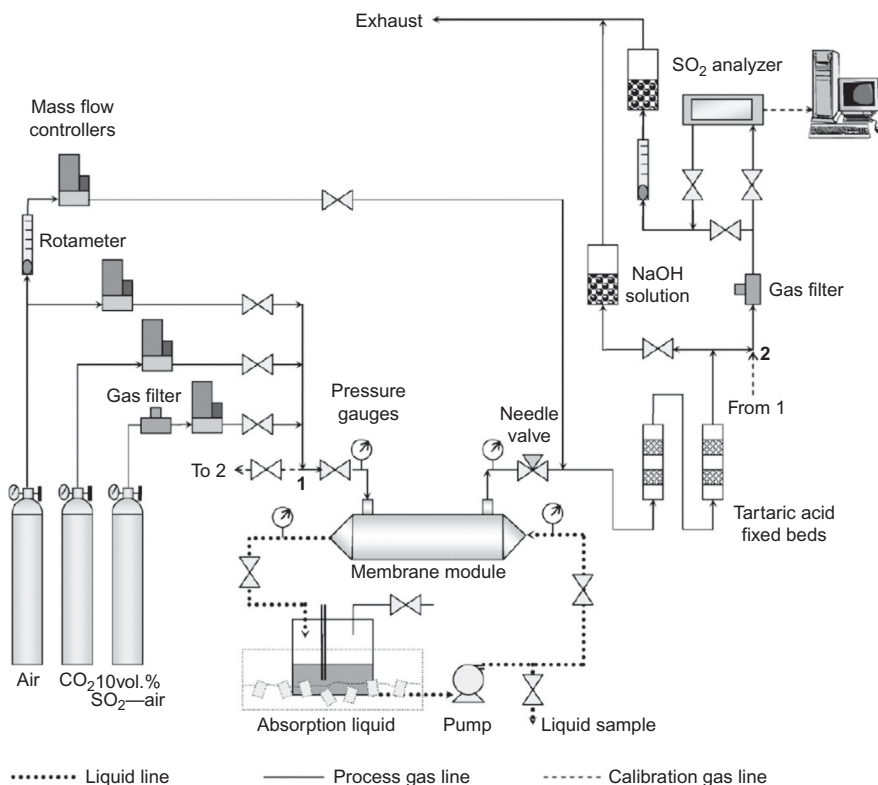 Exhaust
SO₂ analyzer
Mass flow
controllers
Rotameter
NaOH
solution
Gas filter
2
Gas filter
Pressure
gauges
Needle
valve
From 1
To 2
1
Tartaric acid
fixed beds
Membrane module
Air
CO₂
10vol.%
SO₂—air
Absorption liquid
Pump
Liquid sample
Liquid line
Process gas line
Calibration gas line